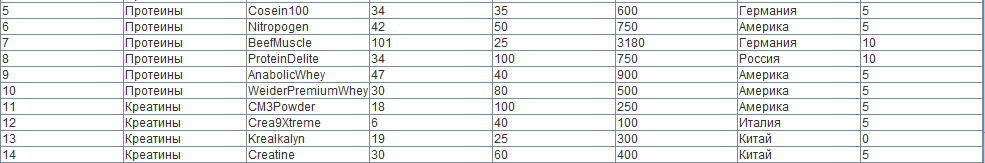 5 Протеины Cosein100 34 35 600 Германия 5
6 Протеины Nitropogen 42 50 750 Америка 5
7 Протеины BeefMuscle 101 25 3180 Германия 10
8 Протеины ProteinDelite 34 100 750 Россия 10
9 Протеины AnabolicWhey 47 40 900 Америка 5
10 Протеины WeiderPremiumWhey 30 80 500 Америка 5
11 Креатины CM3Powder 18 100 250 Америка 5
12 Креатины Crea9Xtreme 6 40 100 Италия 5
13 Креатины Krealkalyn 19 25 300 Китай 0
14 Креатины Creatine 30 60 400 Китай 5